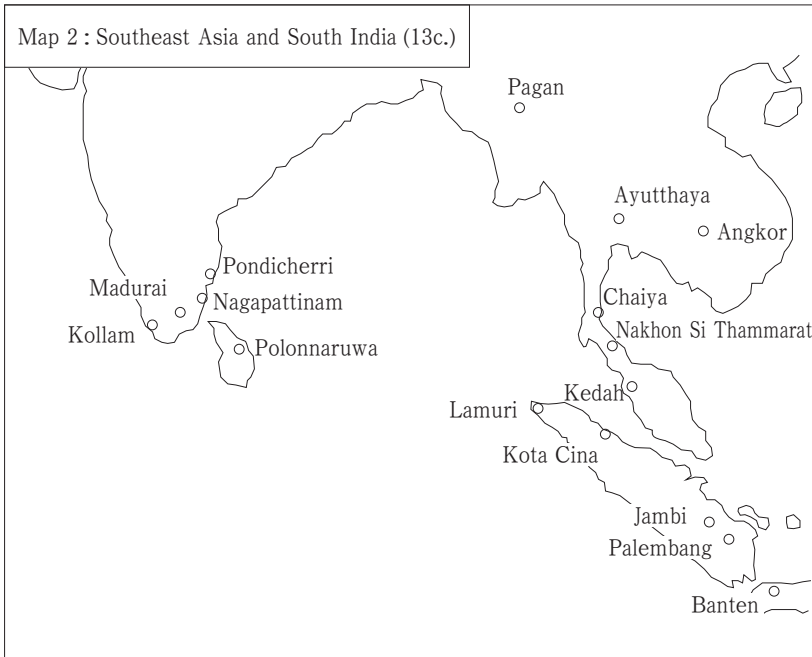 Map 2 : Southeast Asia and South India (13c.)
Pagan
Ayutthaya
Angkor
Pondicherri
Madurai
Nagapattinam
Chaiya
Kollam
Nakhon Si Thammarat
Polonnaruwa
Kedah
Lamuri
Kota Cina
Jambi
Palembang
Banten